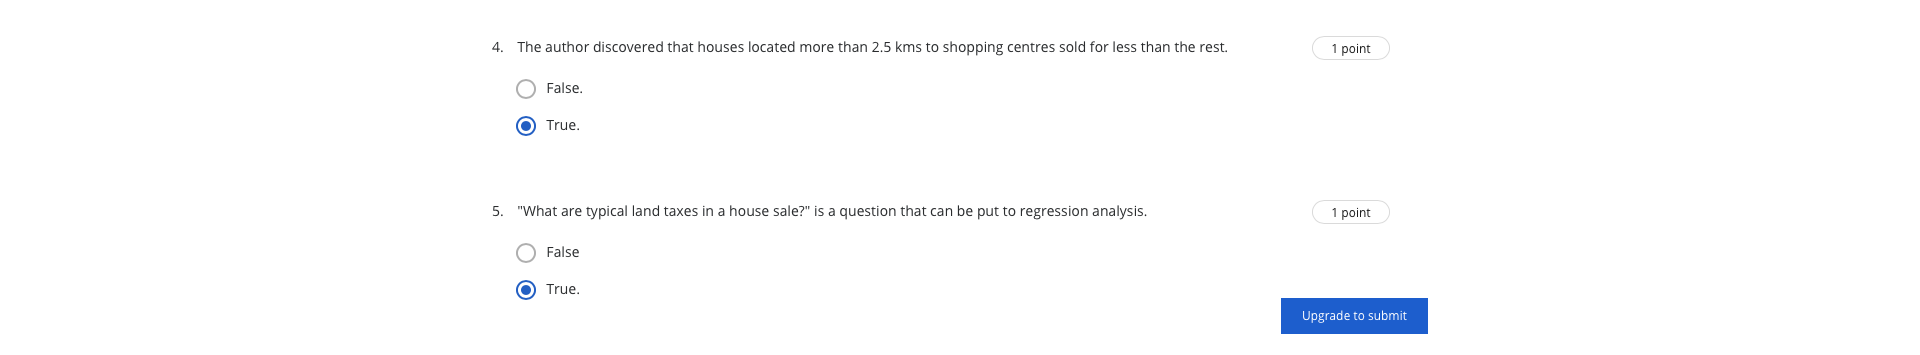 4. The author discovered that houses located more than 2.5 kms to shopping centres sold for less than the rest.
1 point
False.
True.
5. "What are typical land taxes in a house sale?" is a question that can be put to regression analysis.
1 point
False
True.
Upgrade to submit